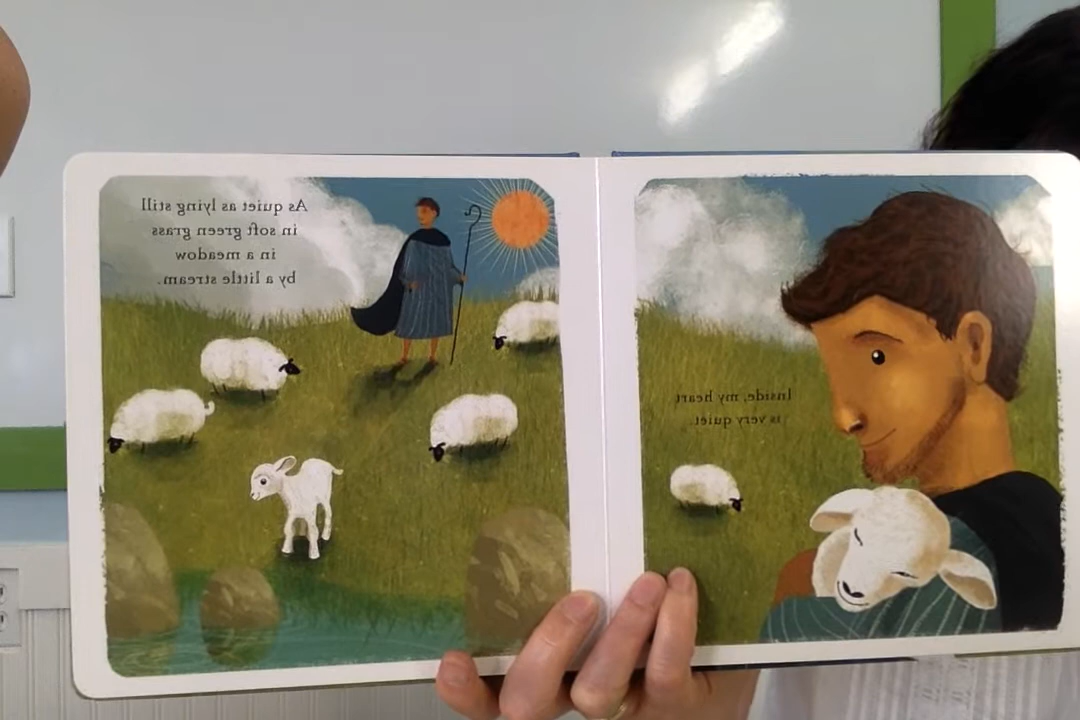 As quiet as lying still
in soft green grass
in a meadow
by a little stream.
Inside, my heart
is very quiet.